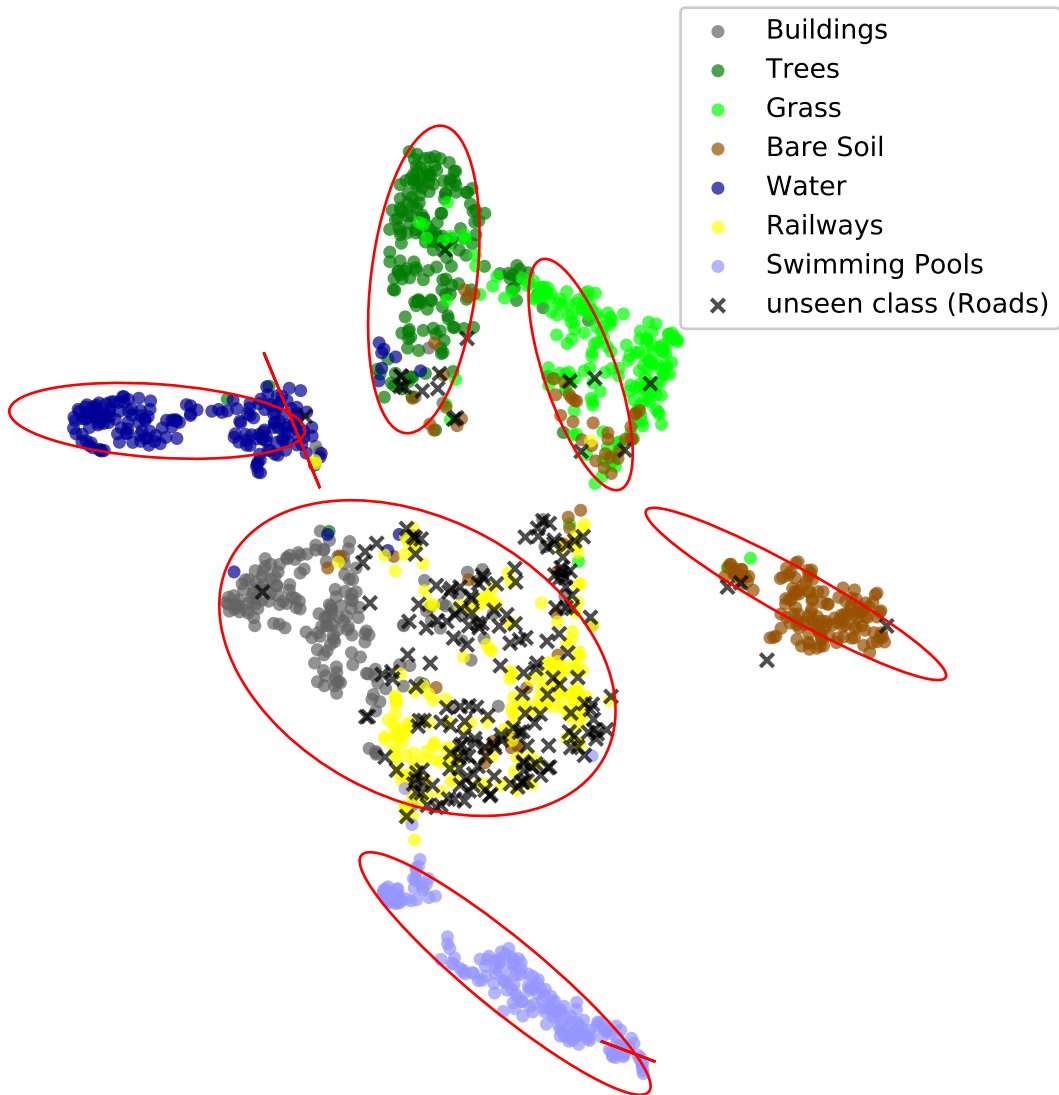 Buildings
Trees
Grass
Bare Soil
Water
Railways
Swimming Pools
unseen class (Roads)